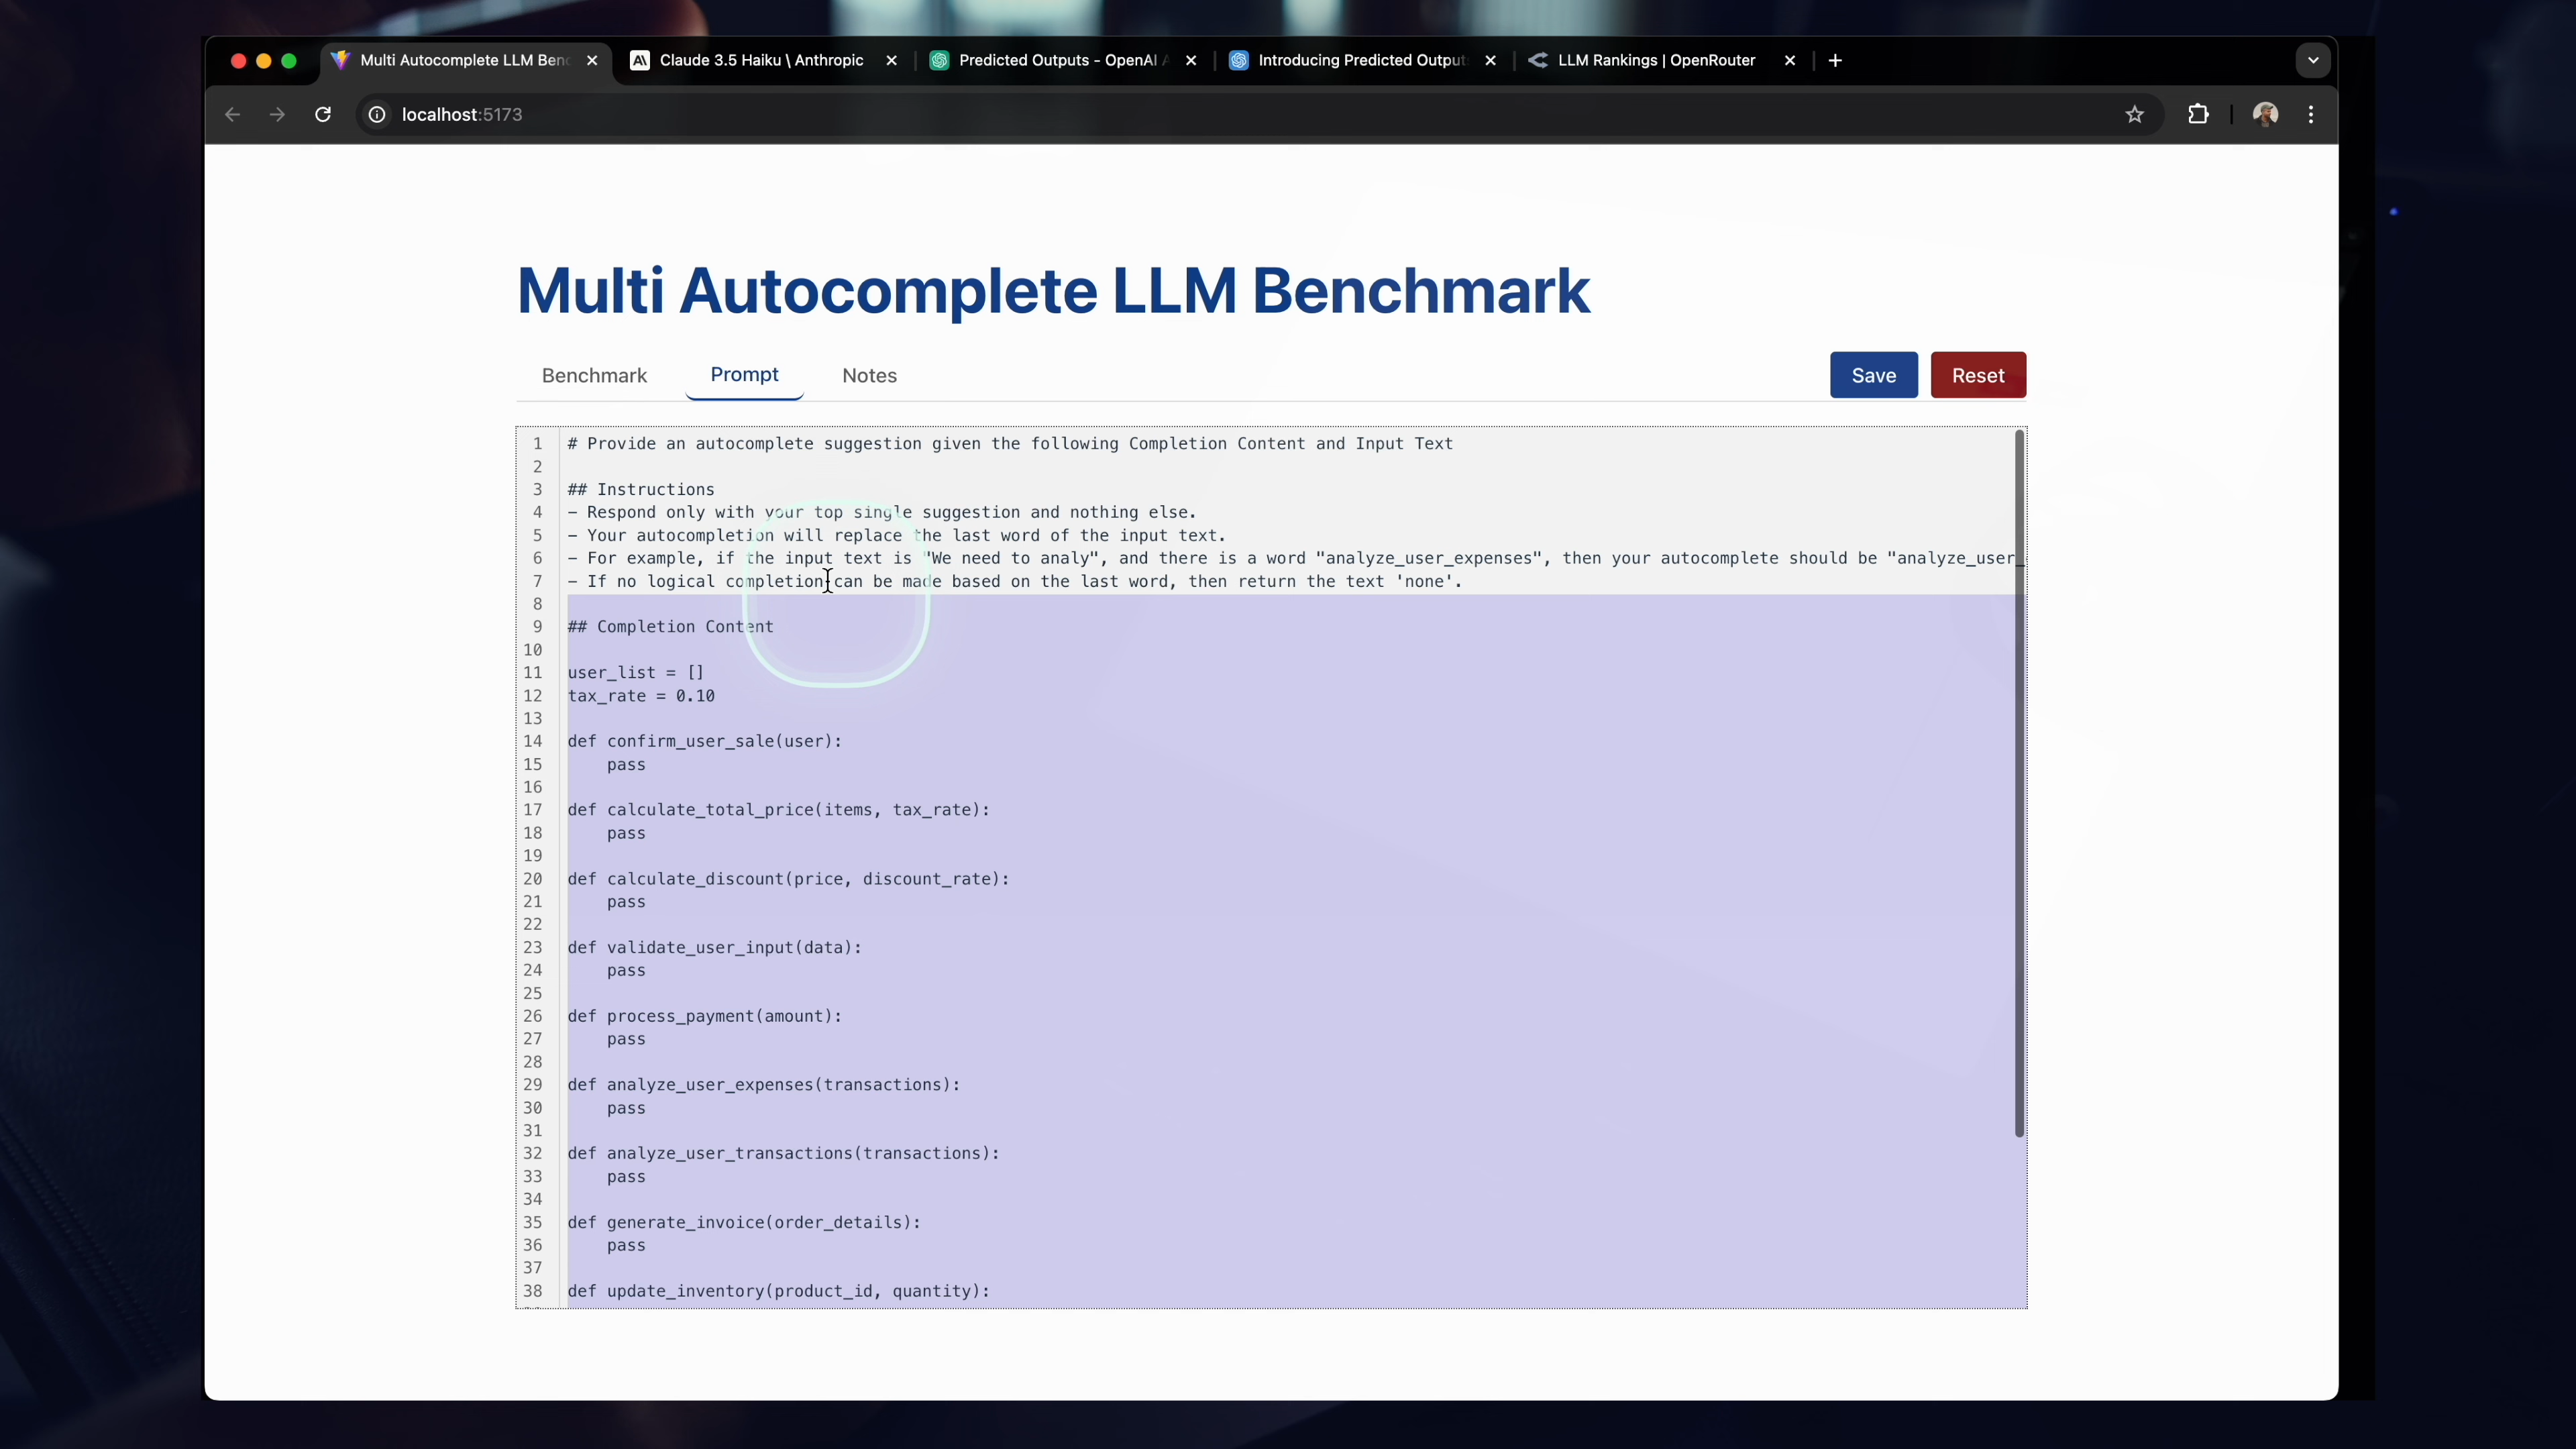 Multi Autocomplete LLM Benc
Claude 3.5 Haiku \ Anthropic
Predicted Outputs - OpenAI A
Introducing Predicted Output
LLM Rankings | OpenRouter
localhost:5173
Multi Autocomplete LLM Benchmark
Benchmark
Prompt
Notes
Save
Reset
1 # Provide an autocomplete suggestion given the following Completion Content and Input Text
2
3 ## Instructions
4 - Respond only with your top single suggestion and nothing else.
5 - Your autocompletion will replace the last word of the input text.
6 - For example, if the input text is "We need to analy", and there is a word "analyze_user_expenses", then your autocomplete should be "analyze_user_
7 - If no logical completion can be made based on the last word, then return the text 'none'.
8
9 ## Completion Content
10
11 user_list = []
12 tax_rate = 0.10
13
14 def confirm_user_sale(user):
15     pass
16
17 def calculate_total_price(items, tax_rate):
18     pass
19
20 def calculate_discount(price, discount_rate):
21     pass
22
23 def validate_user_input(data):
24     pass
25
26 def process_payment(amount):
27     pass
28
29 def analyze_user_expenses(transactions):
30     pass
31
32 def analyze_user_transactions(transactions):
33     pass
34
35 def generate_invoice(order_details):
36     pass
37
38 def update_inventory(product_id, quantity):